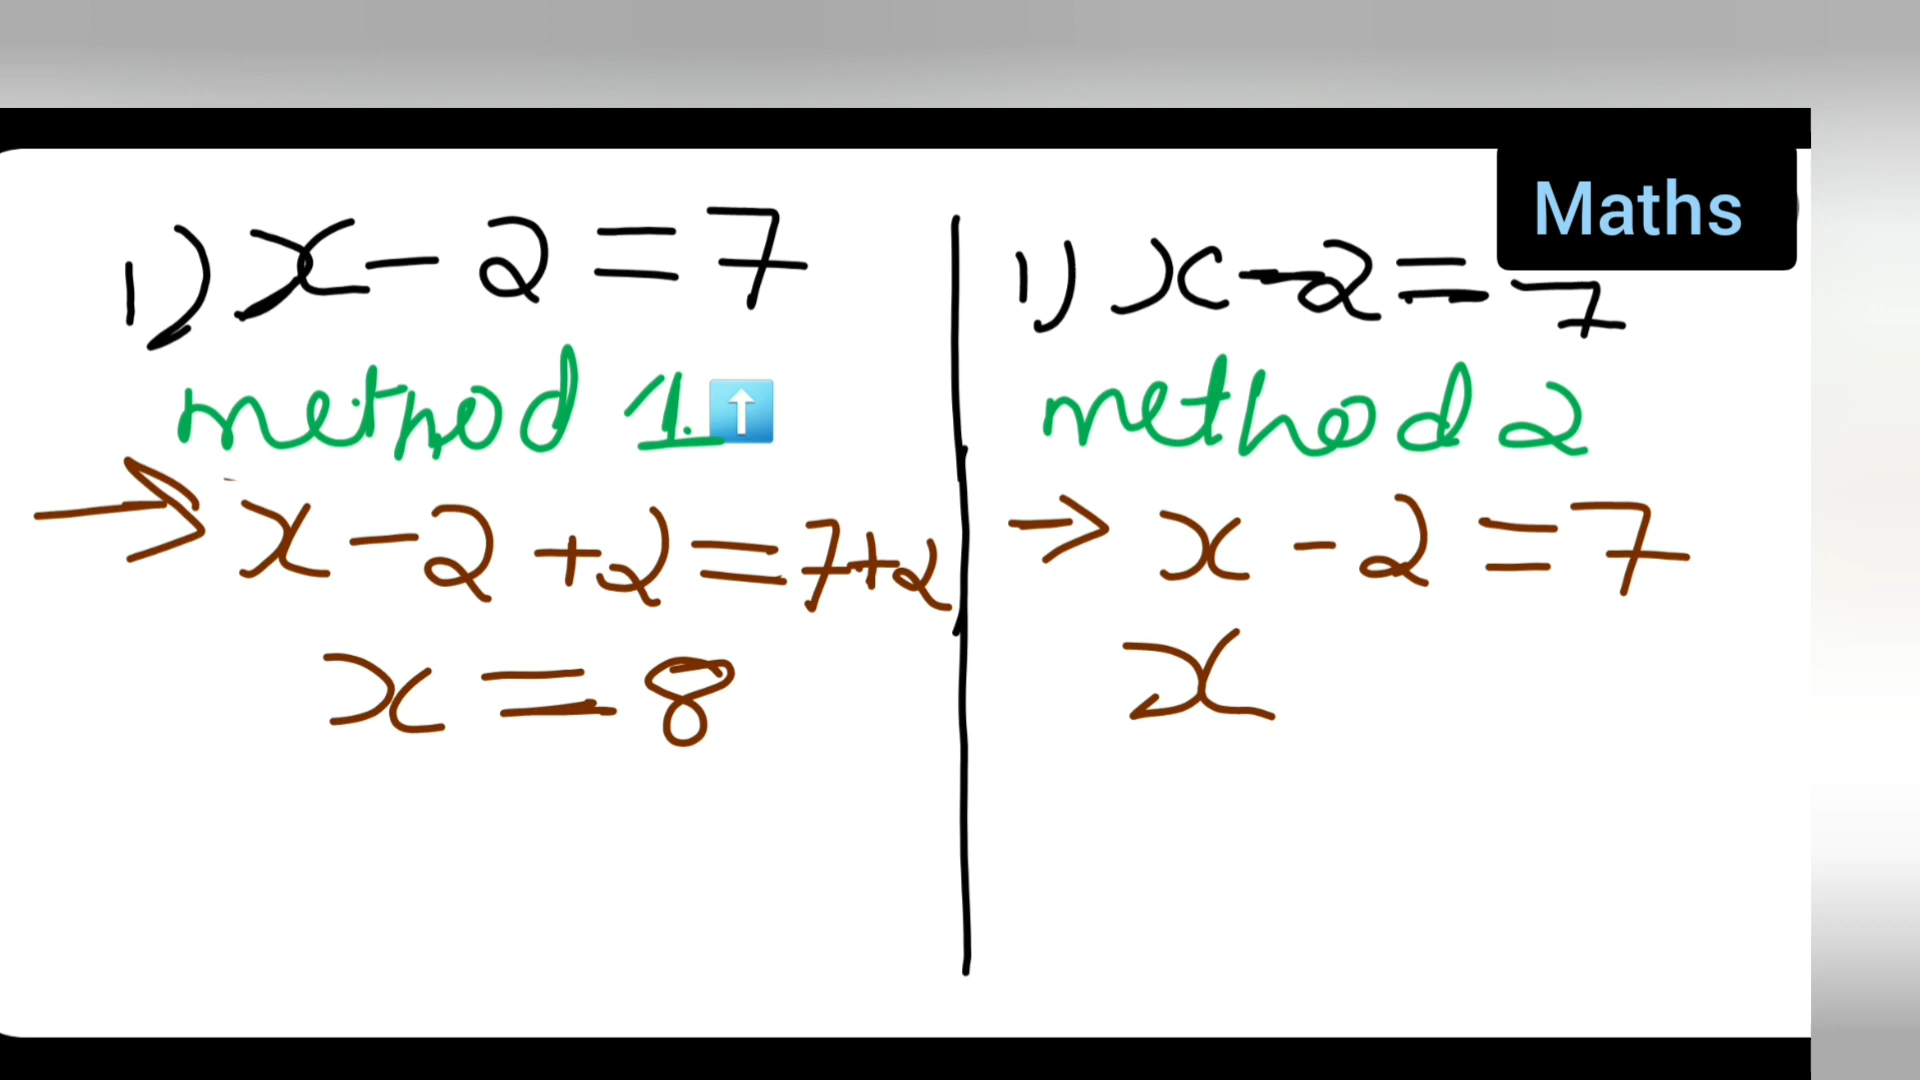 Maths
1) x - 2 = 7
method 1. ⬆
→ x - 2 + 2 = 7 + 2
x = 8
1) x - 2 = 7
method 2
→ x - 2 = 7
x